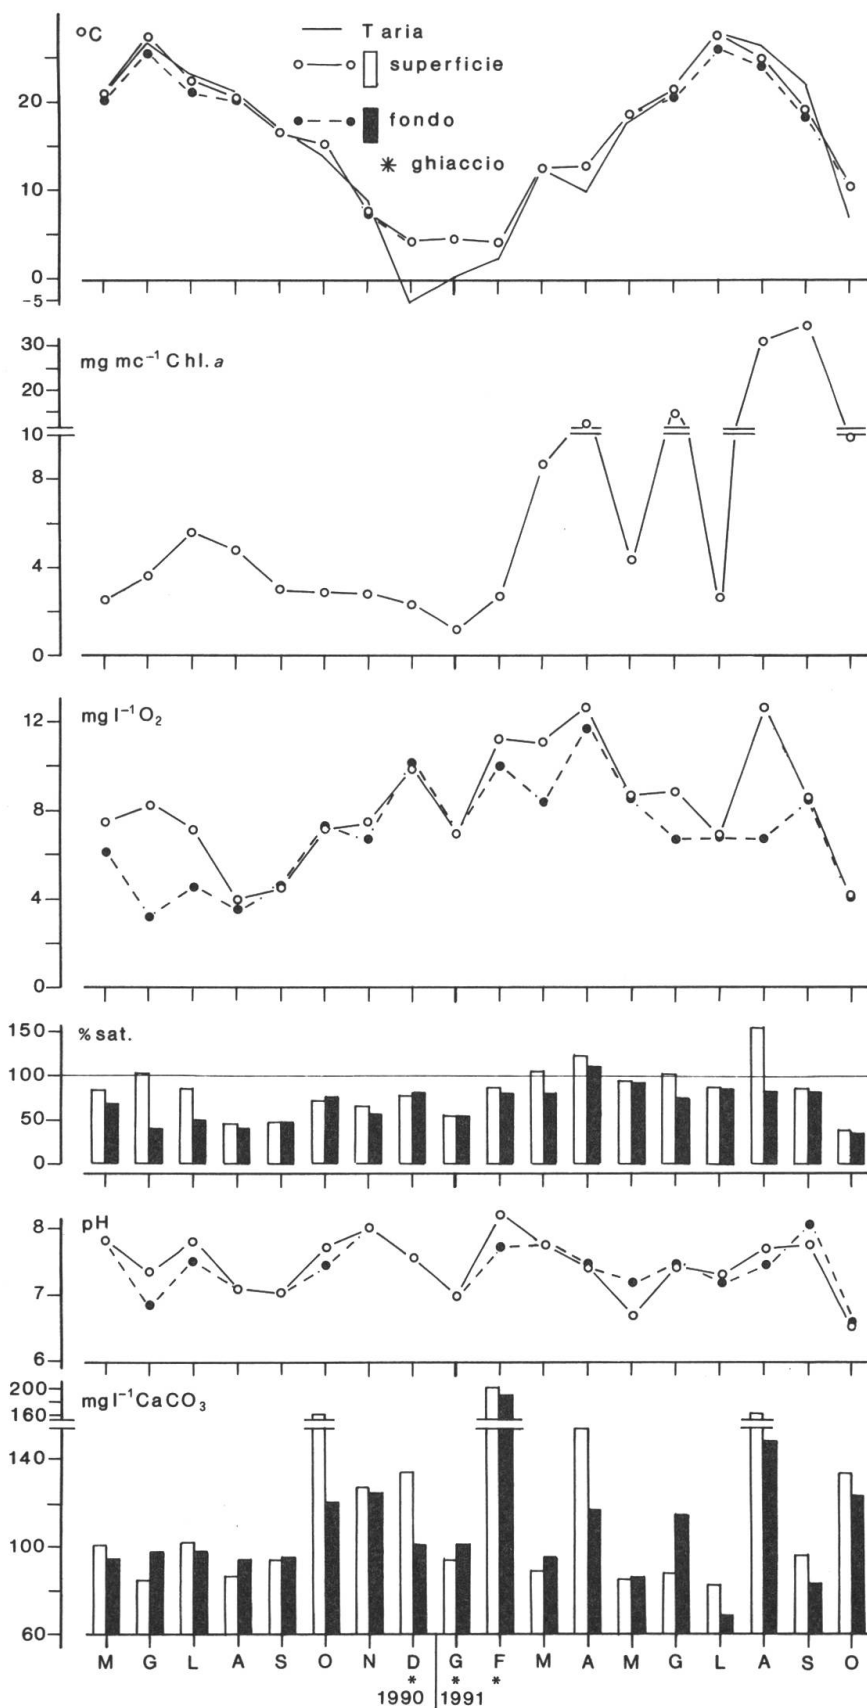 °C
T aria
superficie
fondo
* ghiaccio
20
10
0
-5
mg mc⁻¹ Chl. a
30
20
10
8
4
0
mg l⁻¹ O₂
12
8
4
0
% sat.
150
100
50
0
pH
8
7
6
mg l⁻¹ CaCO₃
200
160
140
100
60
M G L A S O N D G F M A M G L A S O
* * *
1990 1991